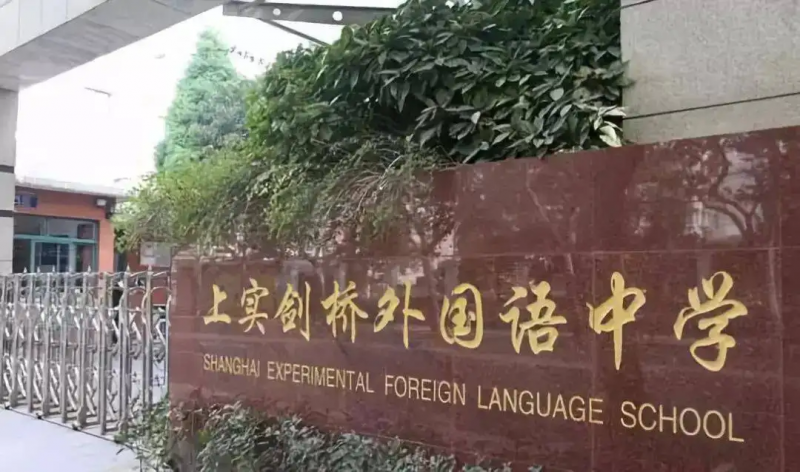 上实剑桥外国语中学
SHANGHAI EXPERIMENTAL FOREIGN LANGUAGE SCHOOL